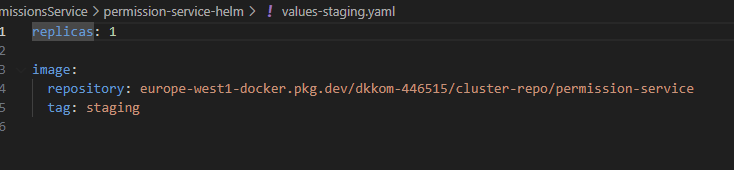 missionsService > permission-service-helm > ! values-staging.yaml
1 replicas: 1
2
3 image:
4 repository: europe-west1-docker.pkg.dev/dkkom-446515/cluster-repo/permission-service
5 tag: staging
6